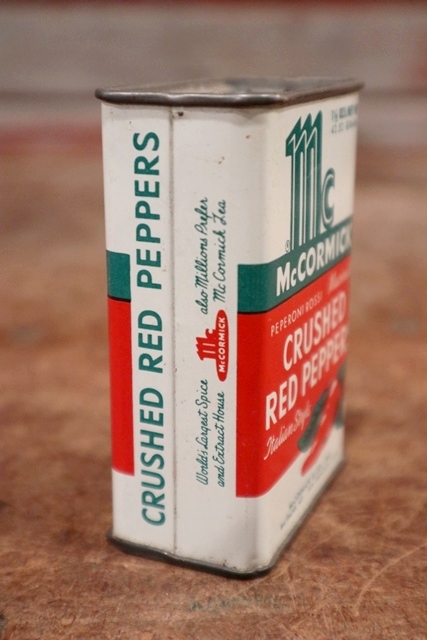 CRUSHED RED PEPPERS
World's Largest Spice
and Extract House
Mc
McCORMICK
also Millions Prefer
McCormick Tea
Mc
®
McCORMICK
PEPERONI ROSSI
CRUSHED
RED PEPPER
Italian Style